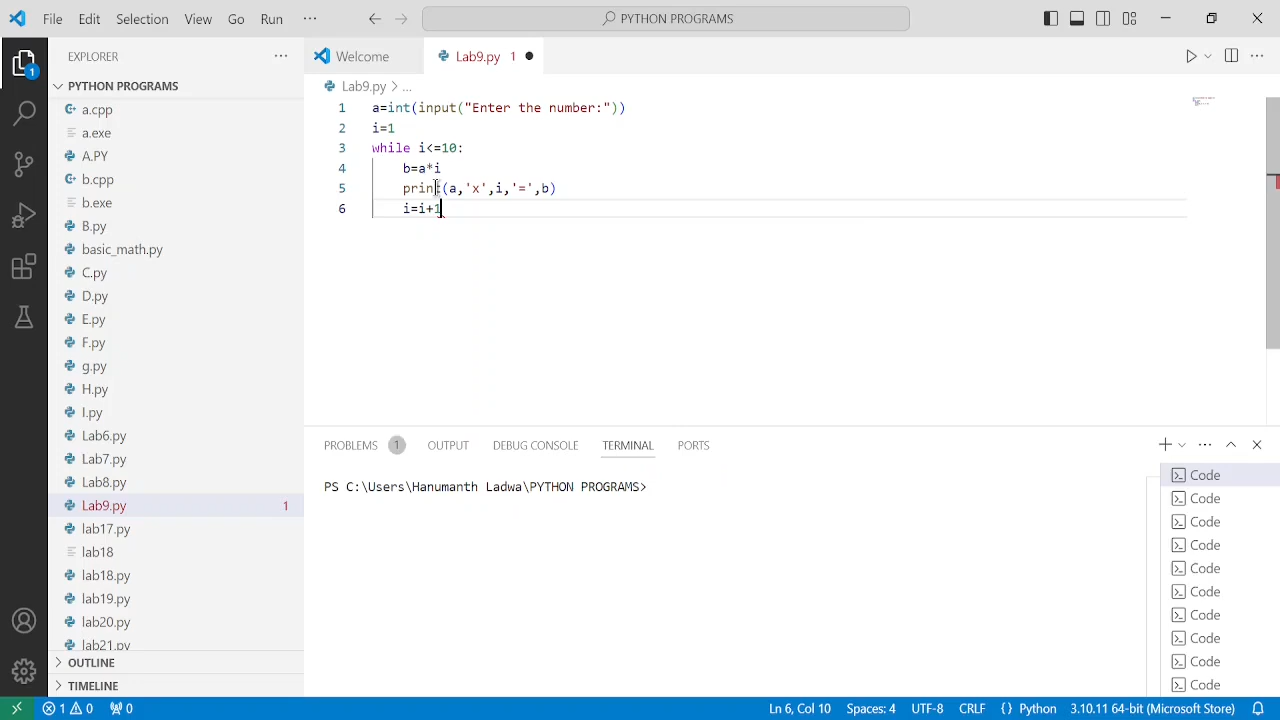 File Edit Selection View Go Run ··· PYTHON PROGRAMS
EXPLORER ···
PYTHON PROGRAMS
a.cpp
a.exe
A.PY
b.cpp
b.exe
B.py
basic_math.py
C.py
D.py
E.py
F.py
g.py
H.py
I.py
Lab6.py
Lab7.py
Lab8.py
Lab9.py 1
lab17.py
lab18
lab18.py
lab19.py
lab20.py
lab21.py
OUTLINE
TIMELINE
1
Welcome Lab9.py 1
Lab9.py > ...
1 a=int(input("Enter the number:"))
2 i=1
3 while i<=10:
4 b=a*i
5 print(a,'x',i,'=',b)
6 i=i+1
PROBLEMS 1 OUTPUT DEBUG CONSOLE TERMINAL PORTS
PS C:\Users\Hanumanth Ladwa\PYTHON PROGRAMS>
Code
Code
Code
Code
Code
Code
Code
Code
Code
Code
1 0 0 Ln 6, Col 10 Spaces: 4 UTF-8 CRLF {} Python 3.10.11 64-bit (Microsoft Store)